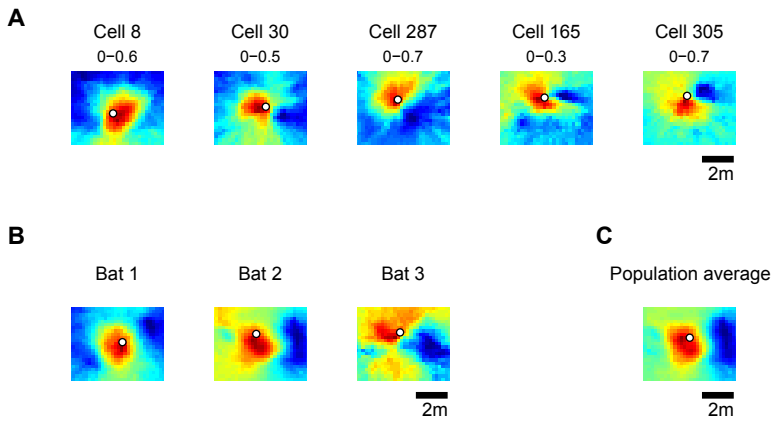 A
Cell 8
0−0.6
Cell 30
0−0.5
Cell 287
0−0.7
Cell 165
0−0.3
Cell 305
0−0.7
2m
B
Bat 1
Bat 2
Bat 3
2m
C
Population average
2m